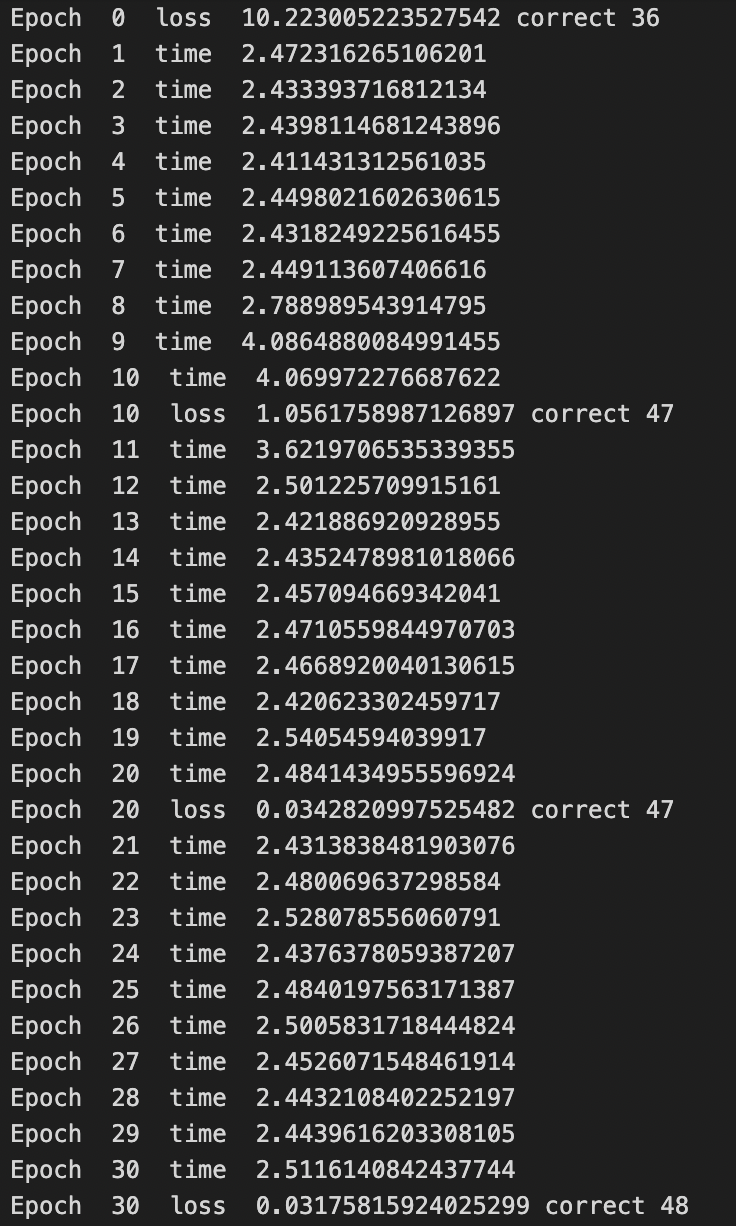 Epoch  0  loss  10.223005223527542 correct 36
Epoch  1  time  2.472316265106201
Epoch  2  time  2.433393716812134
Epoch  3  time  2.4398114681243896
Epoch  4  time  2.411431312561035
Epoch  5  time  2.4498021602630615
Epoch  6  time  2.4318249225616455
Epoch  7  time  2.449113607406616
Epoch  8  time  2.788989543914795
Epoch  9  time  4.0864880084991455
Epoch  10  time  4.069972276687622
Epoch  10  loss  1.0561758987126897 correct 47
Epoch  11  time  3.6219706535339355
Epoch  12  time  2.501225709915161
Epoch  13  time  2.421886920928955
Epoch  14  time  2.4352478981018066
Epoch  15  time  2.457094669342041
Epoch  16  time  2.4710559844970703
Epoch  17  time  2.4668920040130615
Epoch  18  time  2.420623302459717
Epoch  19  time  2.54054594039917
Epoch  20  time  2.4841434955596924
Epoch  20  loss  0.0342820997525482 correct 47
Epoch  21  time  2.4313838481903076
Epoch  22  time  2.480069637298584
Epoch  23  time  2.528078556060791
Epoch  24  time  2.4376378059387207
Epoch  25  time  2.4840197563171387
Epoch  26  time  2.5005831718444824
Epoch  27  time  2.4526071548461914
Epoch  28  time  2.4432108402252197
Epoch  29  time  2.4439616203308105
Epoch  30  time  2.5116140842437744
Epoch  30  loss  0.03175815924025299 correct 48